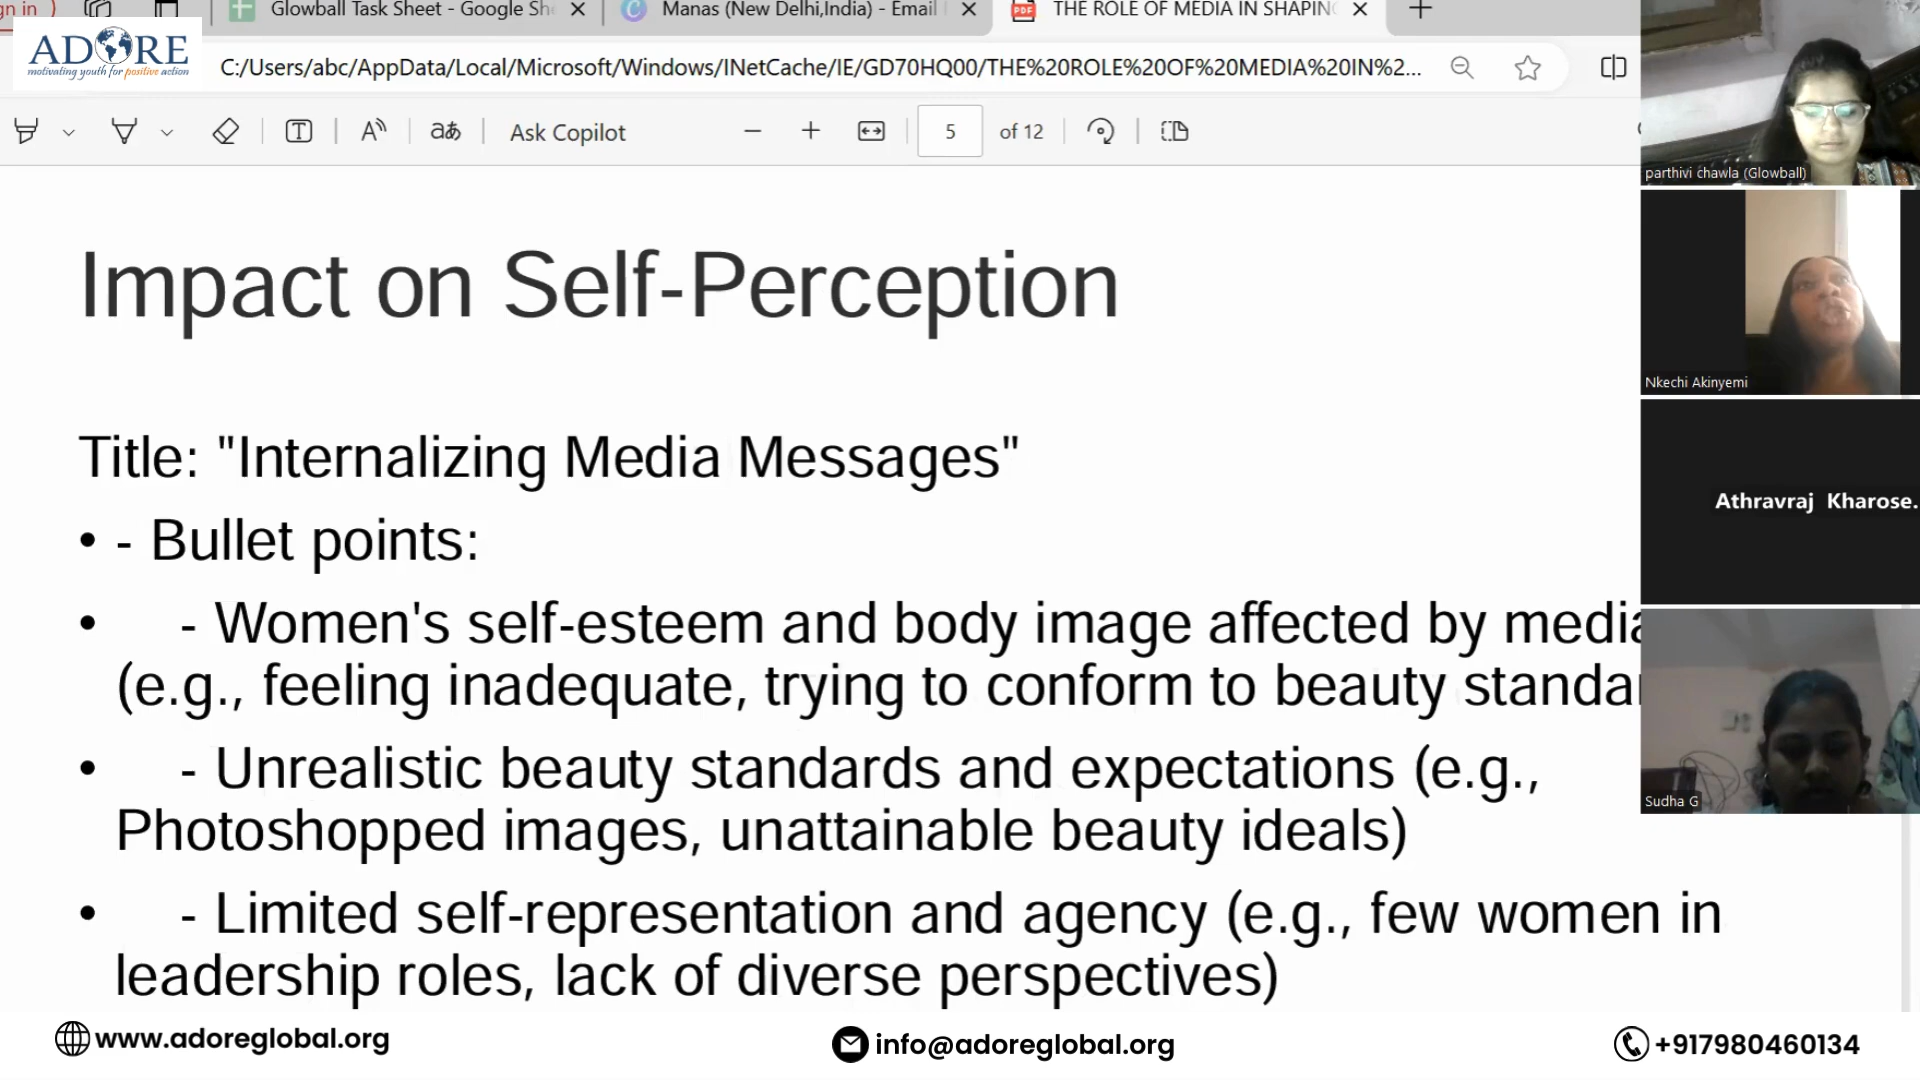 gn in )
Glowball Task Sheet - Google She
Manas (New Delhi,India) - Email
THE ROLE OF MEDIA IN SHAPING
ADORE
motivating youth for positive action
C:/Users/abc/AppData/Local/Microsoft/Windows/INetCache/IE/GD70HQ00/THE%20ROLE%20OF%20MEDIA%20IN%2...
aあ
Ask Copilot
5 of 12
parthivi chawla (Glowball)
Nkechi Akinyemi
Athravraj Kharose.
Sudha G
Impact on Self-Perception
Title: "Internalizing Media Messages"
• - Bullet points:
• - Women's self-esteem and body image affected by media
(e.g., feeling inadequate, trying to conform to beauty standar
• - Unrealistic beauty standards and expectations (e.g.,
Photoshopped images, unattainable beauty ideals)
• - Limited self-representation and agency (e.g., few women in
leadership roles, lack of diverse perspectives)
www.adoreglobal.org
info@adoreglobal.org
+917980460134